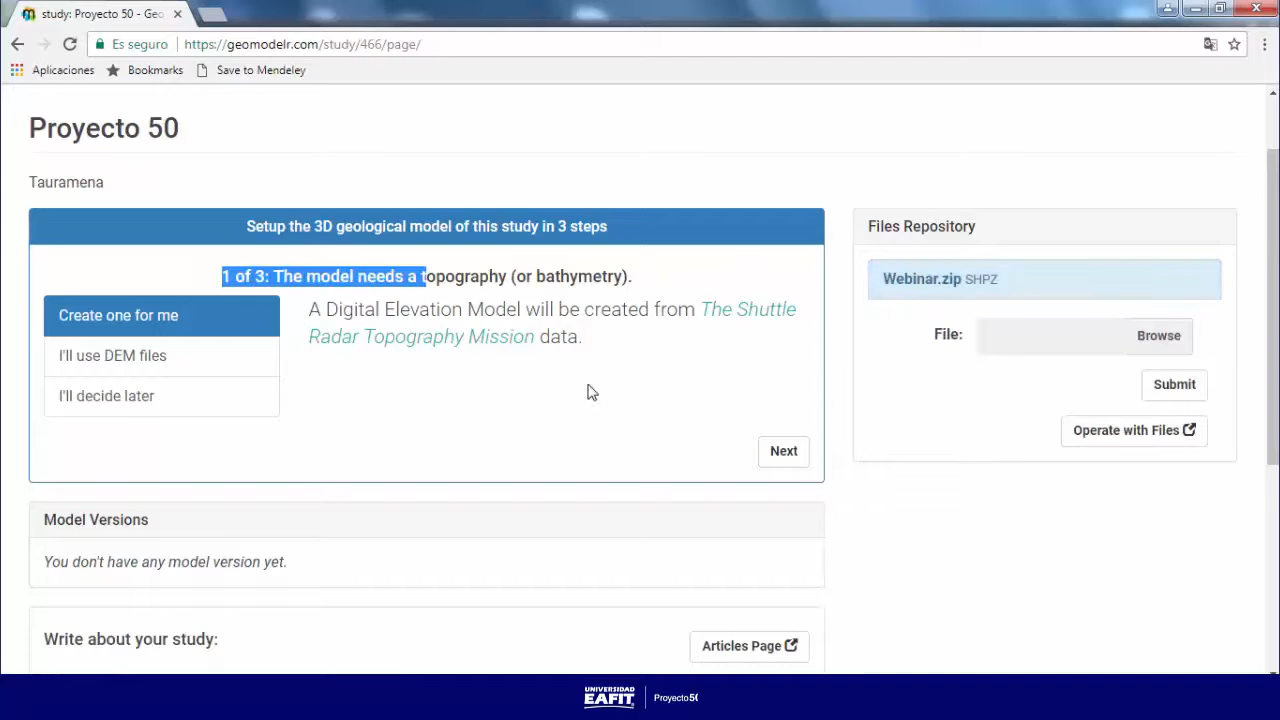 study: Proyecto 50 - Geo
Es seguro
https://geomodelr.com/study/466/page/
Aplicaciones
Bookmarks
Save to Mendeley
Proyecto 50
Tauramena
Setup the 3D geological model of this study in 3 steps
1 of 3: The model needs a topography (or bathymetry).
Create one for me
I'll use DEM files
I'll decide later
A Digital Elevation Model will be created from The Shuttle
Radar Topography Mission data.
Next
Files Repository
Webinar.zip SHPZ
File:
Browse
Submit
Operate with Files
Model Versions
You don't have any model version yet.
Write about your study:
Articles Page
UNIVERSIDAD
EAFIT
Proyecto50